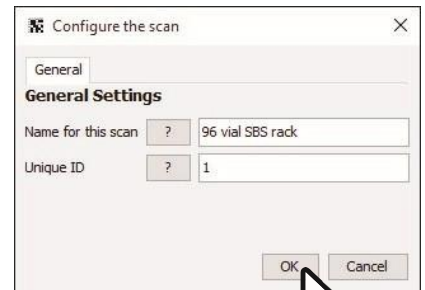 Configure the scan
General
General Settings
Name for this scan ? 96 vial SBS rack
Unique ID ? 1
OK Cancel